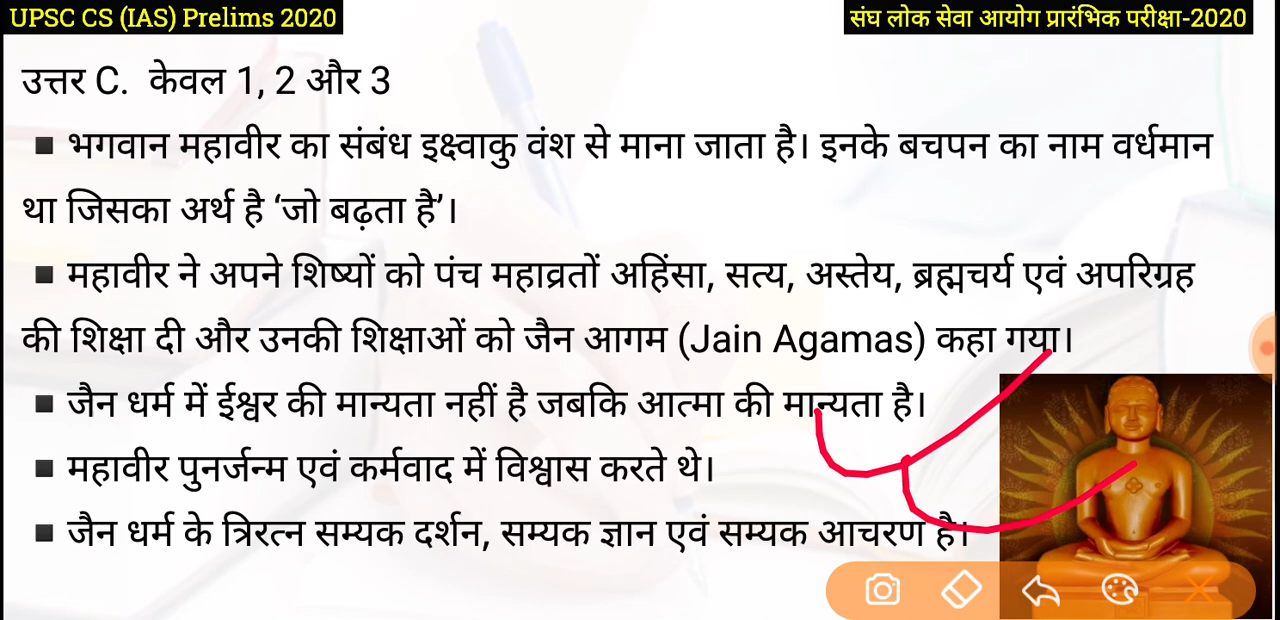 UPSC CS (IAS) Prelims 2020
संघ लोक सेवा आयोग प्रारंभिक परीक्षा-2020
उत्तर C. केवल 1, 2 और 3
▪ भगवान महावीर का संबंध इक्ष्वाकु वंश से माना जाता है। इनके बचपन का नाम वर्धमान
था जिसका अर्थ है ‘जो बढ़ता है’।
▪ महावीर ने अपने शिष्यों को पंच महाव्रतों अहिंसा, सत्य, अस्तेय, ब्रह्मचर्य एवं अपरिग्रह
की शिक्षा दी और उनकी शिक्षाओं को जैन आगम (Jain Agamas) कहा गया।
▪ जैन धर्म में ईश्वर की मान्यता नहीं है जबकि आत्मा की मान्यता है।
▪ महावीर पुनर्जन्म एवं कर्मवाद में विश्वास करते थे।
▪ जैन धर्म के त्रिरत्न सम्यक दर्शन, सम्यक ज्ञान एवं सम्यक आचरण है।